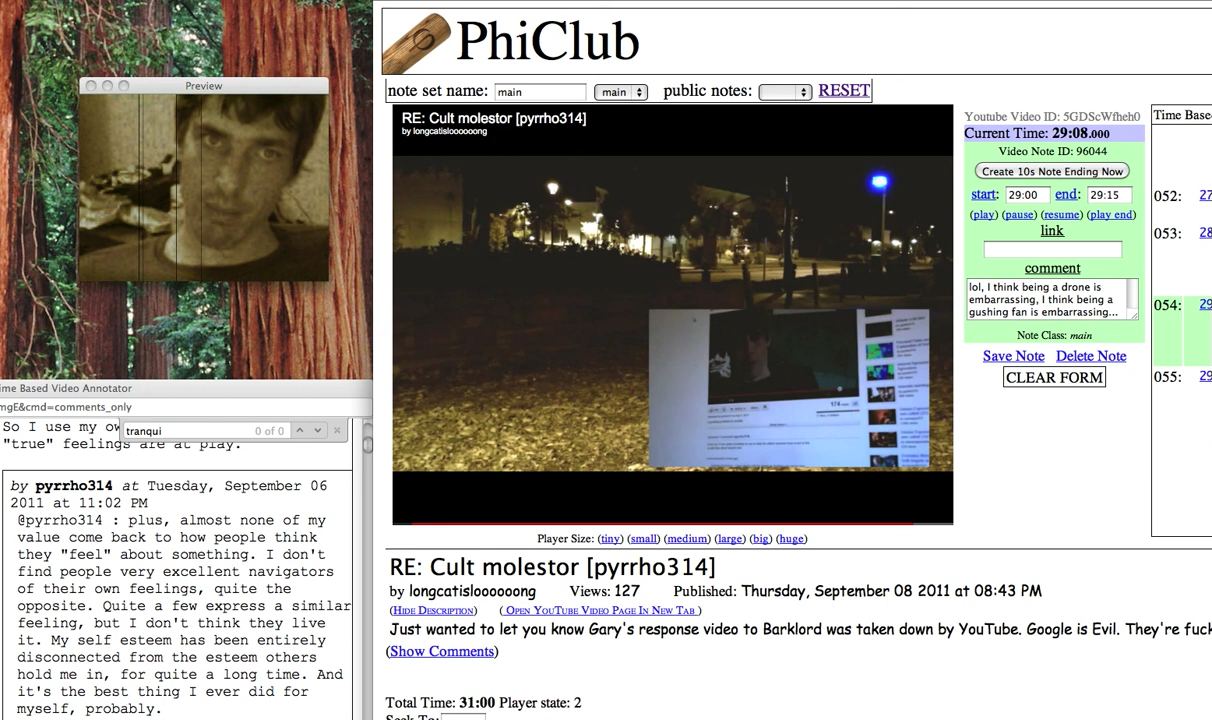 Preview
PhiClub
note set name: main main public notes: RESET
RE: Cult molestor [pyrrho314]
by longcatisloooooong
Youtube Video ID: 5GDScWfheh0
Current Time: 29:08.000
Video Note ID: 96044
Create 10s Note Ending Now
start: 29:00 end: 29:15
(play) (pause) (resume) (play end)
link
comment
lol, I think being a drone is
embarrassing, I think being a
gushing fan is embarrassing...
Note Class: main
Save Note Delete Note
CLEAR FORM
Time Base
052: 27
053: 28
054: 29
055: 29
174
Player Size: (tiny) (small) (medium) (large) (big) (huge)
RE: Cult molestor [pyrrho314]
by longcatislooooooong Views: 127 Published: Thursday, September 08 2011 at 08:43 PM
(HIDE DESCRIPTION) ( OPEN YOUTUBE VIDEO PAGE IN NEW TAB )
Just wanted to let you know Gary's response video to Barklord was taken down by YouTube. Google is Evil. They're fuck
(Show Comments)
Total Time: 31:00 Player state: 2
Seek To:
ime Based Video Annotator
mgE&cmd=comments_only
So I use my ow
tranqui 0 of 0
"true" feelings are at play.
by pyrrho314 at Tuesday, September 06
2011 at 11:02 PM
@pyrrho314 : plus, almost none of my
value come back to how people think
they "feel" about something. I don't
find people very excellent navigators
of their own feelings, quite the
opposite. Quite a few express a similar
feeling, but I don't think they live
it. My self esteem has been entirely
disconnected from the esteem others
hold me in, for quite a long time. And
it's the best thing I ever did for
myself, probably.